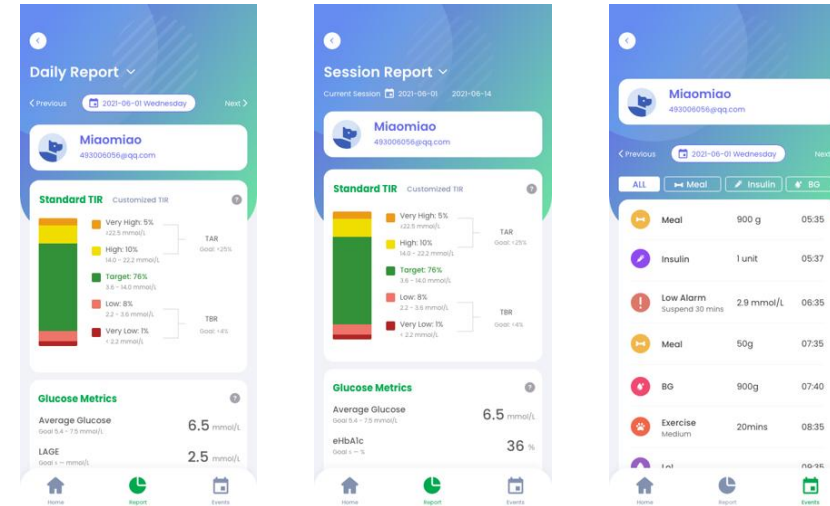 Daily Report
Previous
2021-06-01 Wednesday
Next
Miaomiao
493006056@qq.com
Standard TIR Customized TIR
Very High: 5%
>22.5 mmol/L
High: 10%
14.0 - 22.2 mmol/L
TAR
Goal: <25%
Target: 76%
3.6 - 14.0 mmol/L
Low: 8%
2.2 - 3.6 mmol/L
TBR
Goal: <4%
Very Low: 1%
< 2.2 mmol/L
Glucose Metrics
Average Glucose
Goal 5.4 - 7.5 mmol/L
6.5 mmol/L
LAGE
Goal ≤ — mmol/L
2.5 mmol/L
Home
Report
Events
Session Report
Current Session 2021-06-01 2021-06-14
Miaomiao
493006056@qq.com
Standard TIR Customized TIR
Very High: 5%
>22.5 mmol/L
High: 10%
14.0 - 22.2 mmol/L
TAR
Goal: <25%
Target: 76%
3.6 - 14.0 mmol/L
Low: 8%
2.2 - 3.6 mmol/L
TBR
Goal: <4%
Very Low: 1%
< 2.2 mmol/L
Glucose Metrics
Average Glucose
Goal 5.4 - 7.5 mmol/L
6.5 mmol/L
eHbA1c
Goal ≤ — %
36 %
Home
Report
Events
Miaomiao
493006056@qq.com
Previous
2021-06-01 Wednesday
Next
ALL Meal Insulin BG
Meal 900 g 05:35
Insulin 1 unit 05:37
Low Alarm
Suspend 30 mins
2.9 mmol/L 06:35
Meal 50g 07:35
BG 900g 07:40
Exercise
Medium
20mins 08:35
09:35
Home
Report
Events